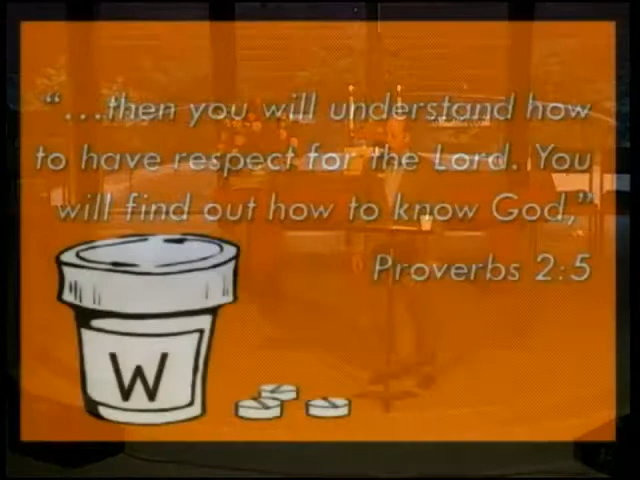 “...then you will understand how
to have respect for the Lord. You
will find out how to know God,”
Proverbs 2:5
W